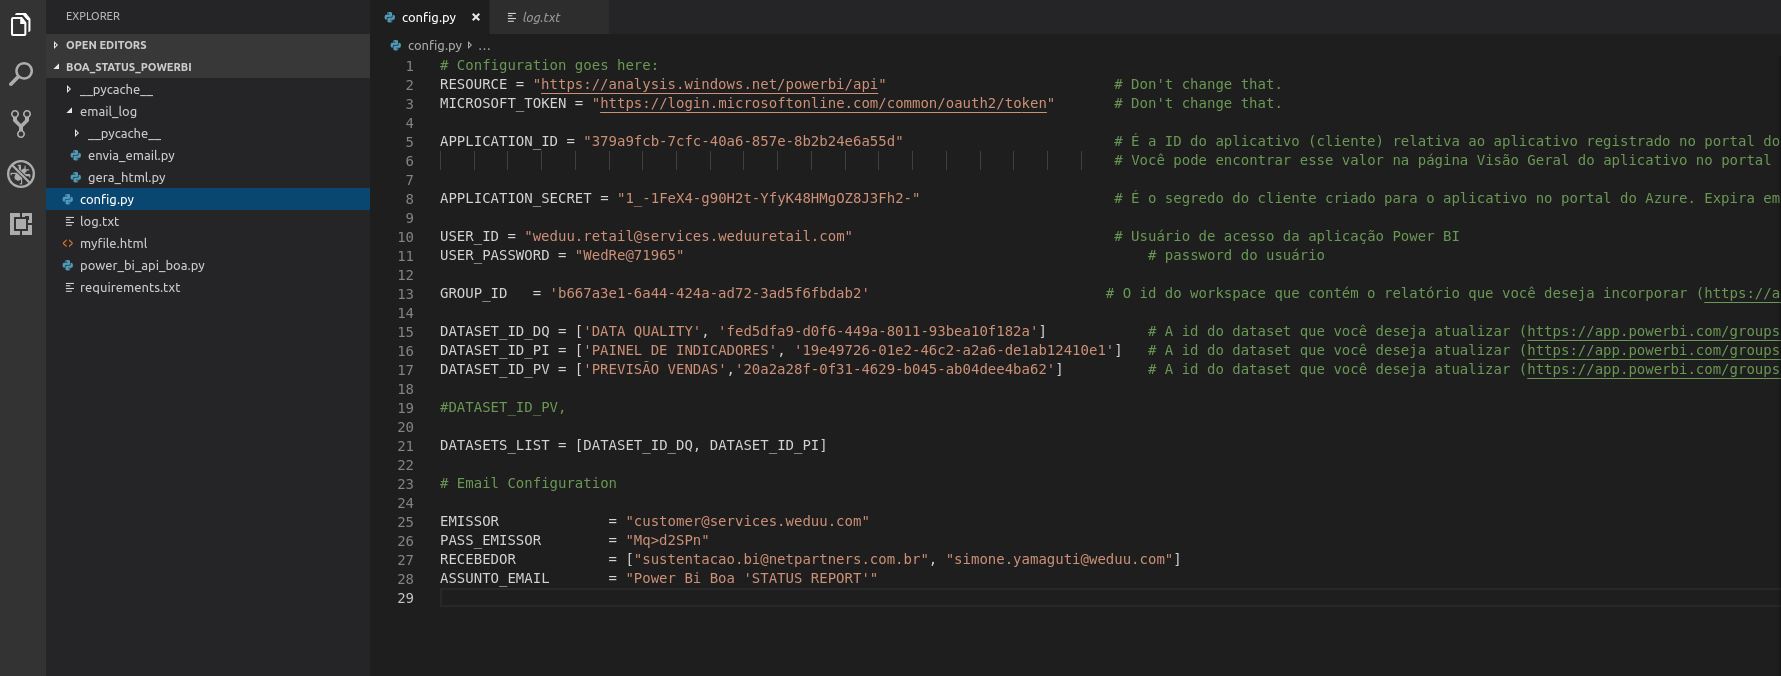 EXPLORER
OPEN EDITORS
BOA_STATUS_POWERBI
__pycache__
email_log
__pycache__
envia_email.py
gera_html.py
config.py
log.txt
myfile.html
power_bi_api_boa.py
requirements.txt
config.py × log.txt
config.py ...
1 # Configuration goes here:
2 RESOURCE = "https://analysis.windows.net/powerbi/api" # Don't change that.
3 MICROSOFT_TOKEN = "https://login.microsoftonline.com/common/oauth2/token" # Don't change that.
4
5 APPLICATION_ID = "379a9fcb-7cfc-40a6-857e-8b2b24e6a55d" # É a ID do aplicativo (cliente) relativa ao aplicativo registrado no portal do
6 # Você pode encontrar esse valor na página Visão Geral do aplicativo no portal
7
8 APPLICATION_SECRET = "1_-1FeX4-g90H2t-YfyK48HMgOZ8J3Fh2-" # É o segredo do cliente criado para o aplicativo no portal do Azure. Expira em
9
10 USER_ID = "weduu.retail@services.weduuretail.com" # Usuário de acesso da aplicação Power BI
11 USER_PASSWORD = "WedRe@71965" # password do usuário
12
13 GROUP_ID = 'b667a3e1-6a44-424a-ad72-3ad5f6fbdab2' # O id do workspace que contém o relatório que você deseja incorporar (https://a
14
15 DATASET_ID_DQ = ['DATA QUALITY', 'fed5dfa9-d0f6-449a-8011-93bea10f182a'] # A id do dataset que você deseja atualizar (https://app.powerbi.com/groups
16 DATASET_ID_PI = ['PAINEL DE INDICADORES', '19e49726-01e2-46c2-a2a6-de1ab12410e1'] # A id do dataset que você deseja atualizar (https://app.powerbi.com/groups
17 DATASET_ID_PV = ['PREVISÃO VENDAS','20a2a28f-0f31-4629-b045-ab04dee4ba62'] # A id do dataset que você deseja atualizar (https://app.powerbi.com/groups
18
19 #DATASET_ID_PV,
20
21 DATASETS_LIST = [DATASET_ID_DQ, DATASET_ID_PI]
22
23 # Email Configuration
24
25 EMISSOR = "customer@services.weduu.com"
26 PASS_EMISSOR = "Mq>d2SPn"
27 RECEBEDOR = ["sustentacao.bi@netpartners.com.br", "simone.yamaguti@weduu.com"]
28 ASSUNTO_EMAIL = "Power Bi Boa 'STATUS REPORT'"
29